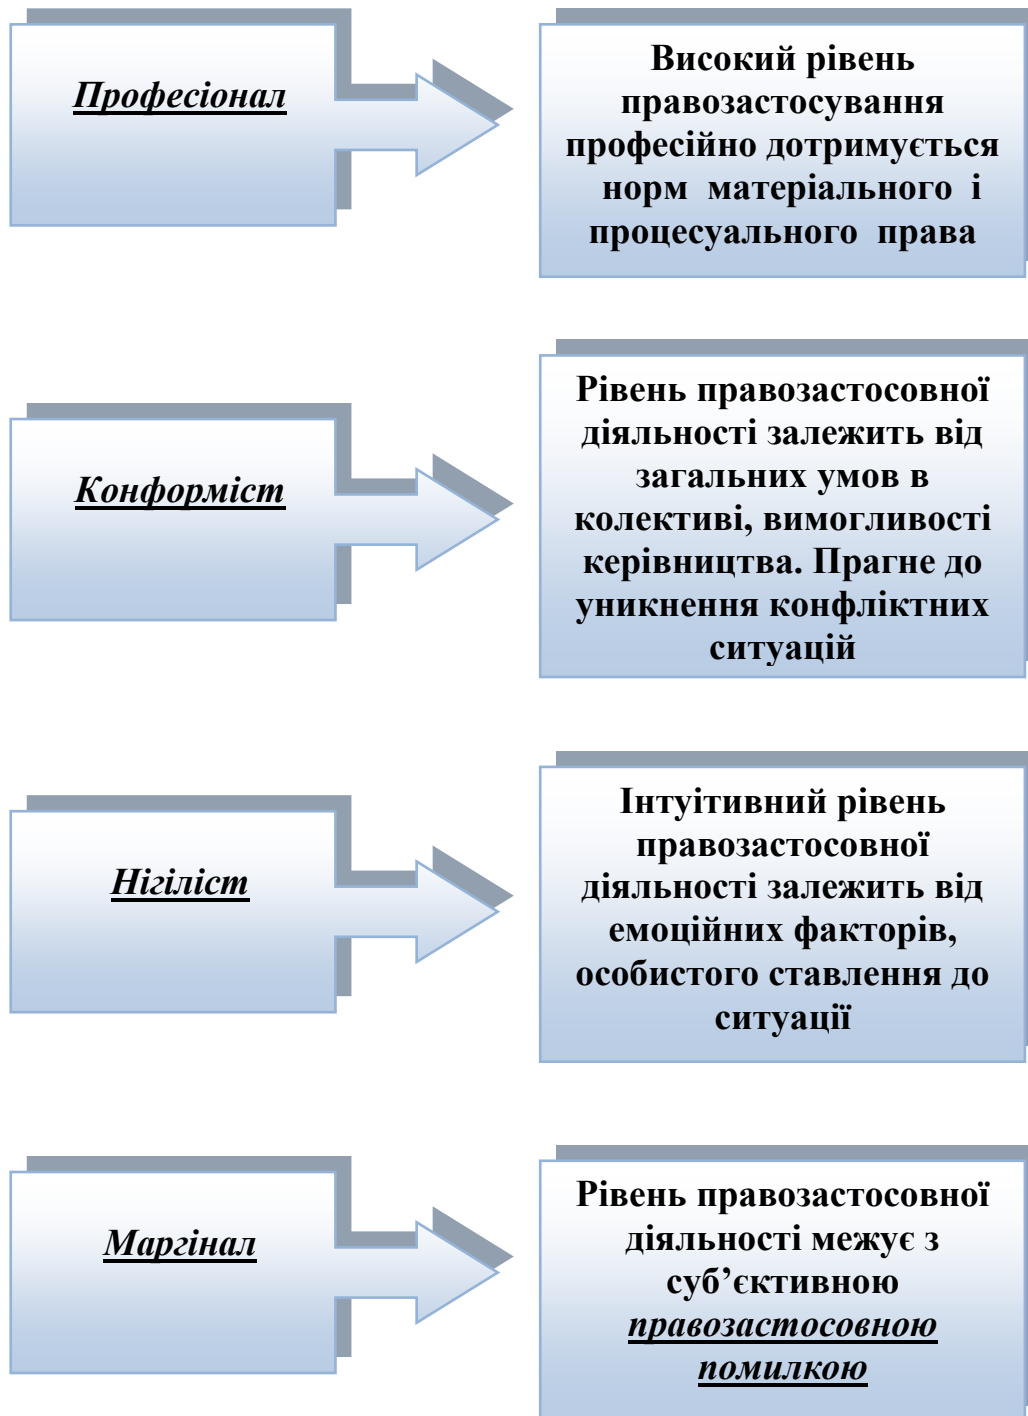 Професіонал
Високий рівень
правозастосування
професійно дотримується
норм матеріального і
процесуального права
Конформіст
Рівень правозастосовної
діяльності залежить від
загальних умов в
колективі, вимогливості
керівництва. Прагне до
уникнення конфліктних
ситуацій
Нігіліст
Інтуітивний рівень
правозастосовної
діяльності залежить від
емоційних факторів,
особистого ставлення до
ситуації
Маргінал
Рівень правозастосовної
діяльності межує з
суб’єктивною
правозастосовною
помилкою